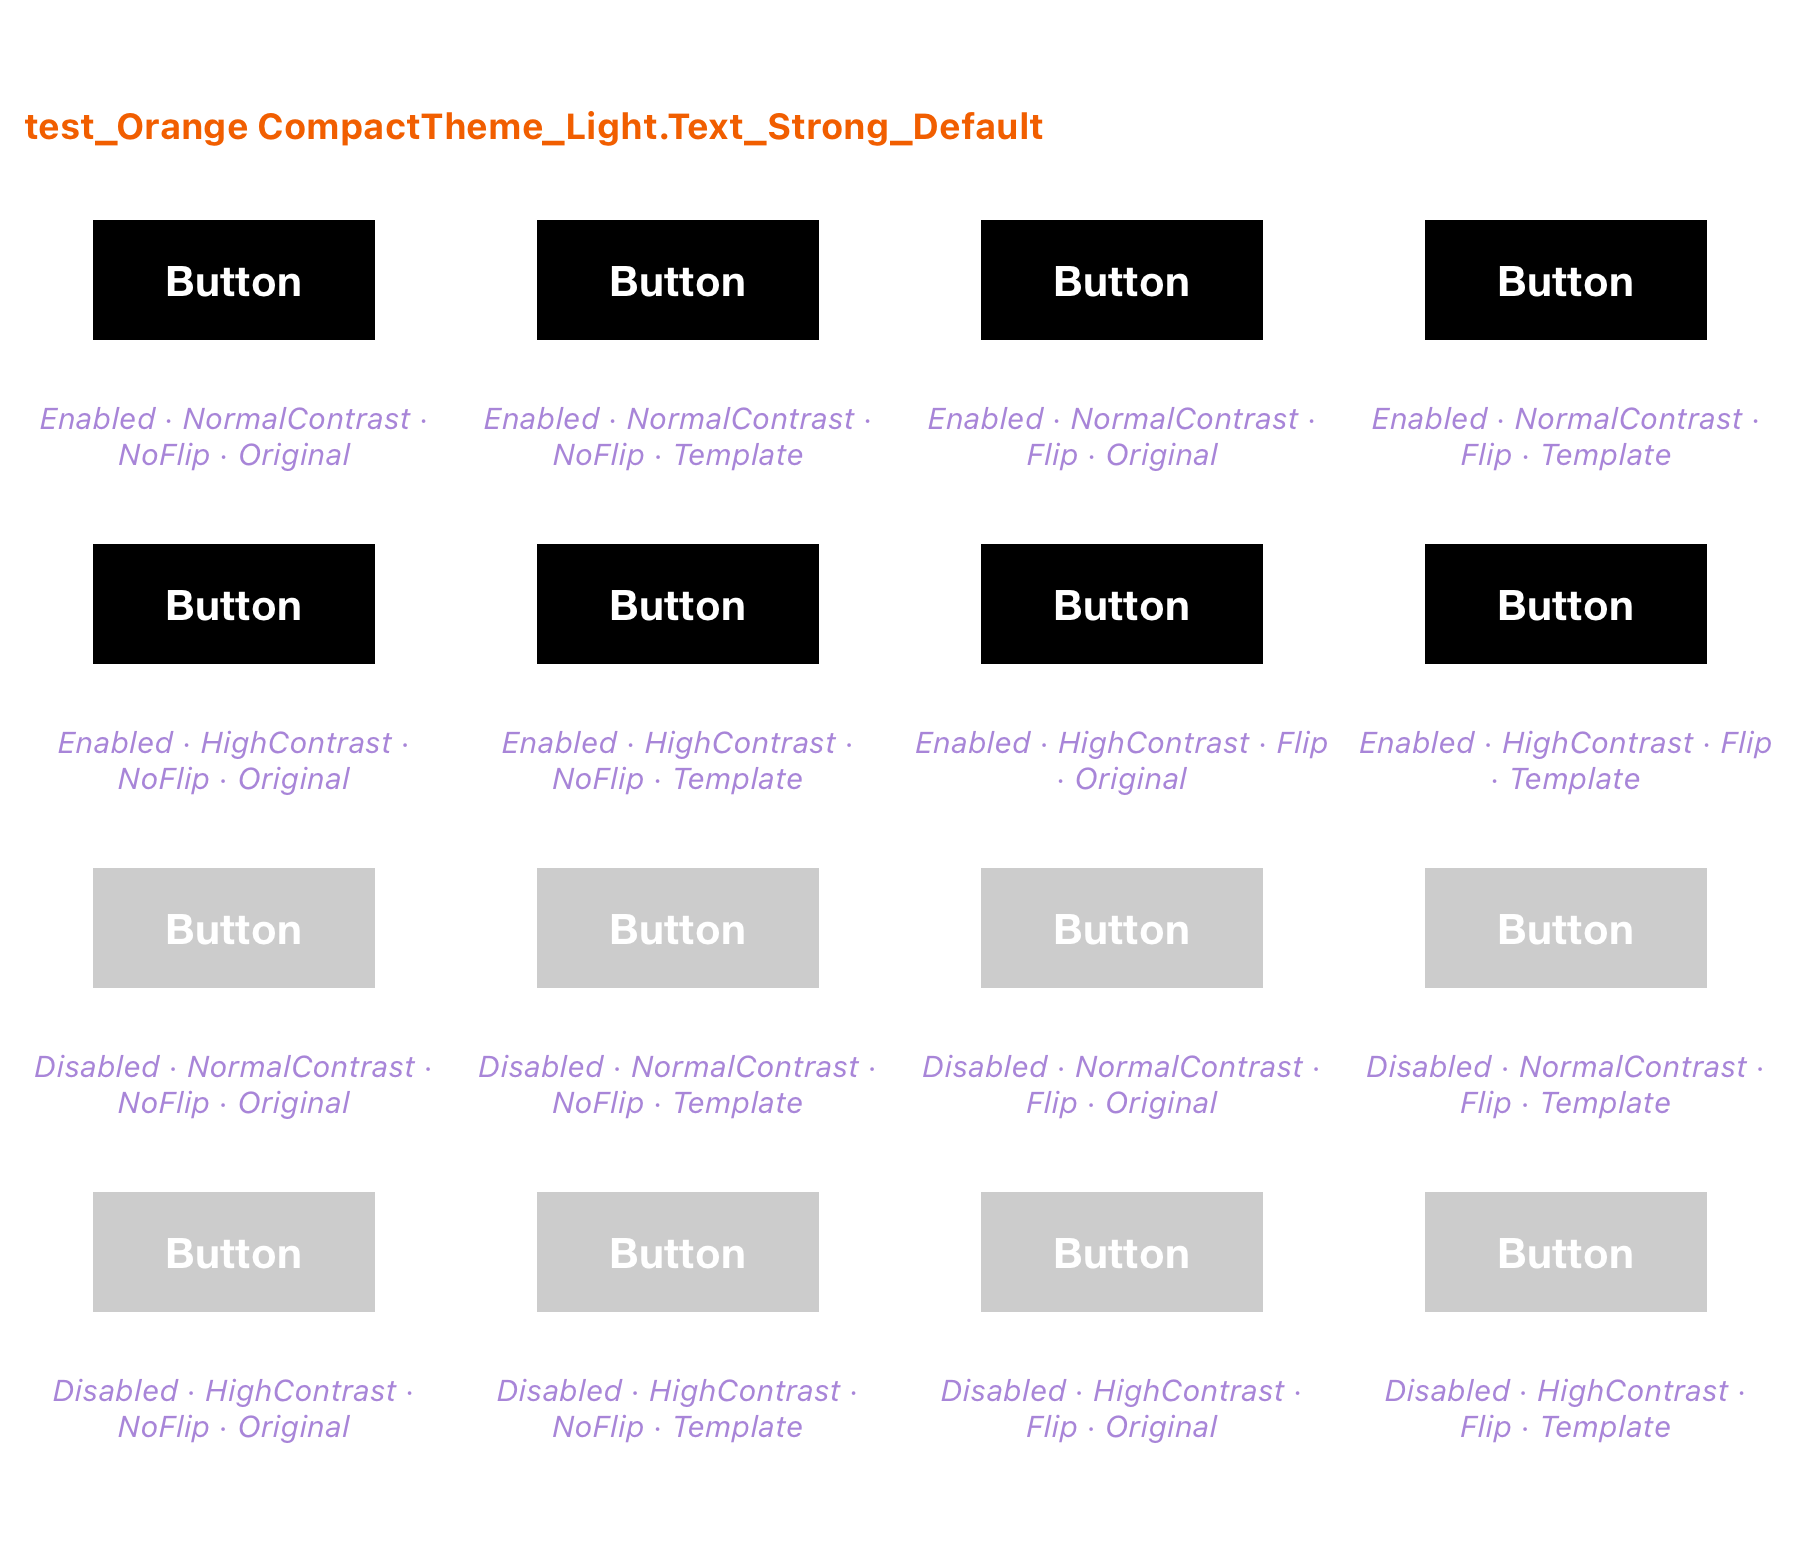 test_Orange CompactTheme_Light.Text_Strong_Default
Button Button Button Button
Enabled · NormalContrast · Enabled · NormalContrast · Enabled · NormalContrast · Enabled · NormalContrast ·
NoFlip · Original NoFlip · Template Flip · Original Flip · Template
Button Button Button Button
Enabled · HighContrast · Enabled · HighContrast · Enabled · HighContrast · Flip Enabled · HighContrast · Flip
NoFlip · Original NoFlip · Template · Original · Template
Button Button Button Button
Disabled · NormalContrast · Disabled · NormalContrast · Disabled · NormalContrast · Disabled · NormalContrast ·
NoFlip · Original NoFlip · Template Flip · Original Flip · Template
Button Button Button Button
Disabled · HighContrast · Disabled · HighContrast · Disabled · HighContrast · Disabled · HighContrast ·
NoFlip · Original NoFlip · Template Flip · Original Flip · Template